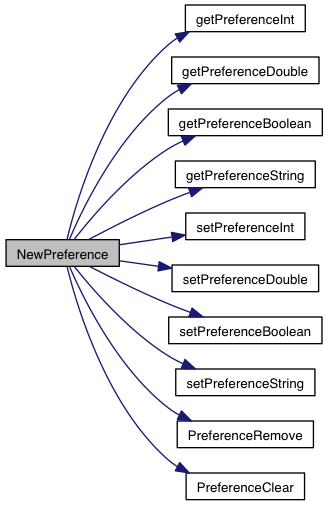 getPreferenceInt
getPreferenceDouble
getPreferenceBoolean
getPreferenceString
setPreferenceInt
NewPreference
setPreferenceDouble
setPreferenceBoolean
setPreferenceString
PreferenceRemove
PreferenceClear